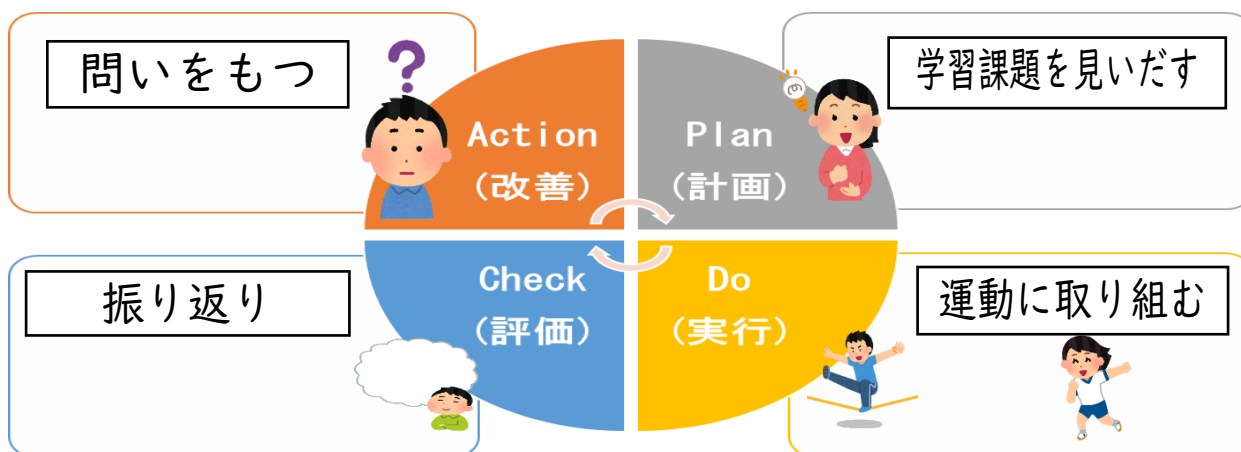 問いをもつ
Action
(改善)
Plan
(計画)
学習課題を見いだす
振り返り
Check
(評価)
Do
(実行)
運動に取り組む